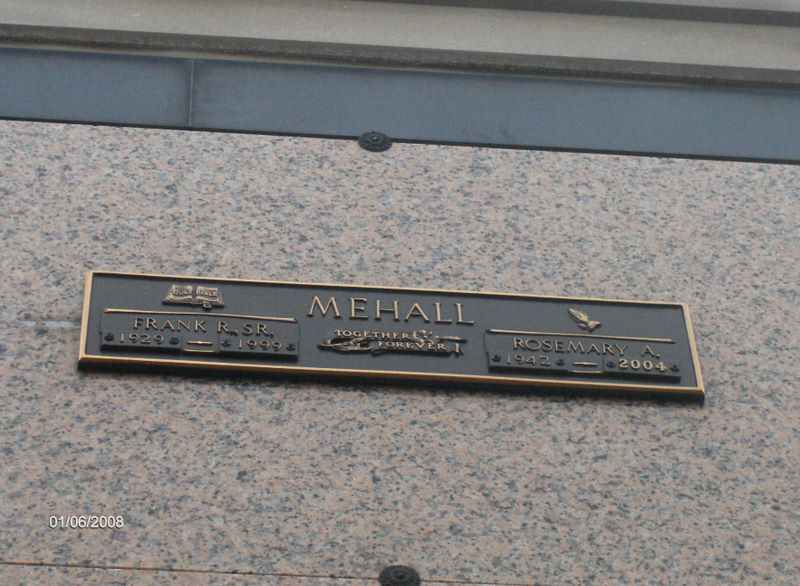 MEHALL
FRANK R. SR.
1929 1999
TOGETHER
FOREVER
ROSEMARY A.
1942 2004
01/06/2008